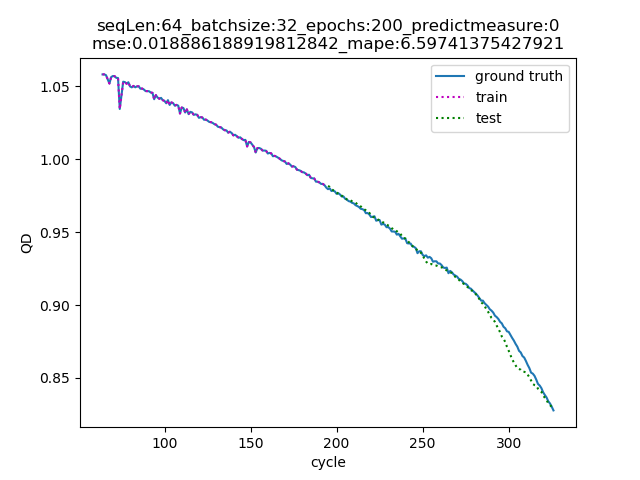 seqLen:64_batchsize:32_epochs:200_predictmeasure:0
mse:0.018886188919812842_mape:6.59741375427921
ground truth
train
test
1.05
1.00
0.95
0.90
0.85
QD
100
150
200
250
300
cycle